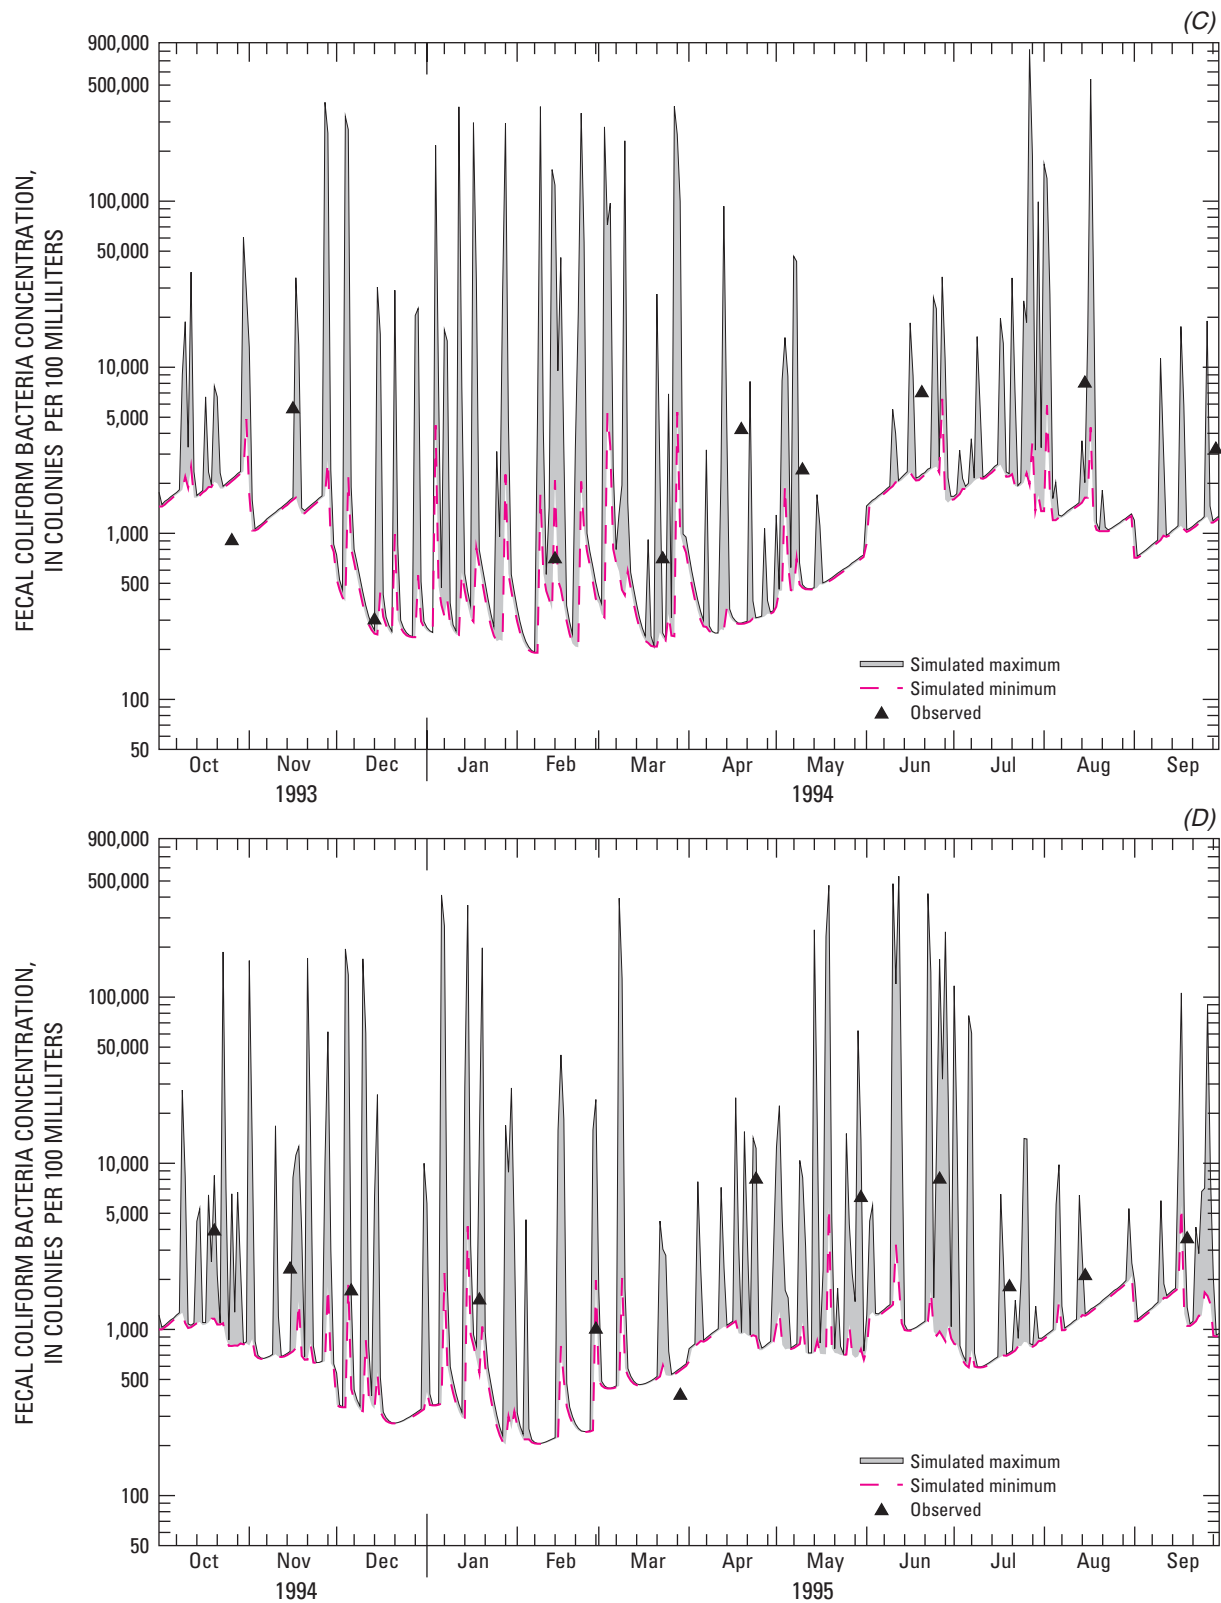 (C)
FECAL COLIFORM BACTERIA CONCENTRATION,
IN COLONIES PER 100 MILLILITERS
900,000
500,000
100,000
50,000
10,000
5,000
1,000
500
100
50
Simulated maximum
Simulated minimum
Observed
Oct Nov Dec Jan Feb Mar Apr May Jun Jul Aug Sep
1993 1994
(D)
FECAL COLIFORM BACTERIA CONCENTRATION,
IN COLONIES PER 100 MILLILITERS
900,000
500,000
100,000
50,000
10,000
5,000
1,000
500
100
50
Simulated maximum
Simulated minimum
Observed
Oct Nov Dec Jan Feb Mar Apr May Jun Jul Aug Sep
1994 1995